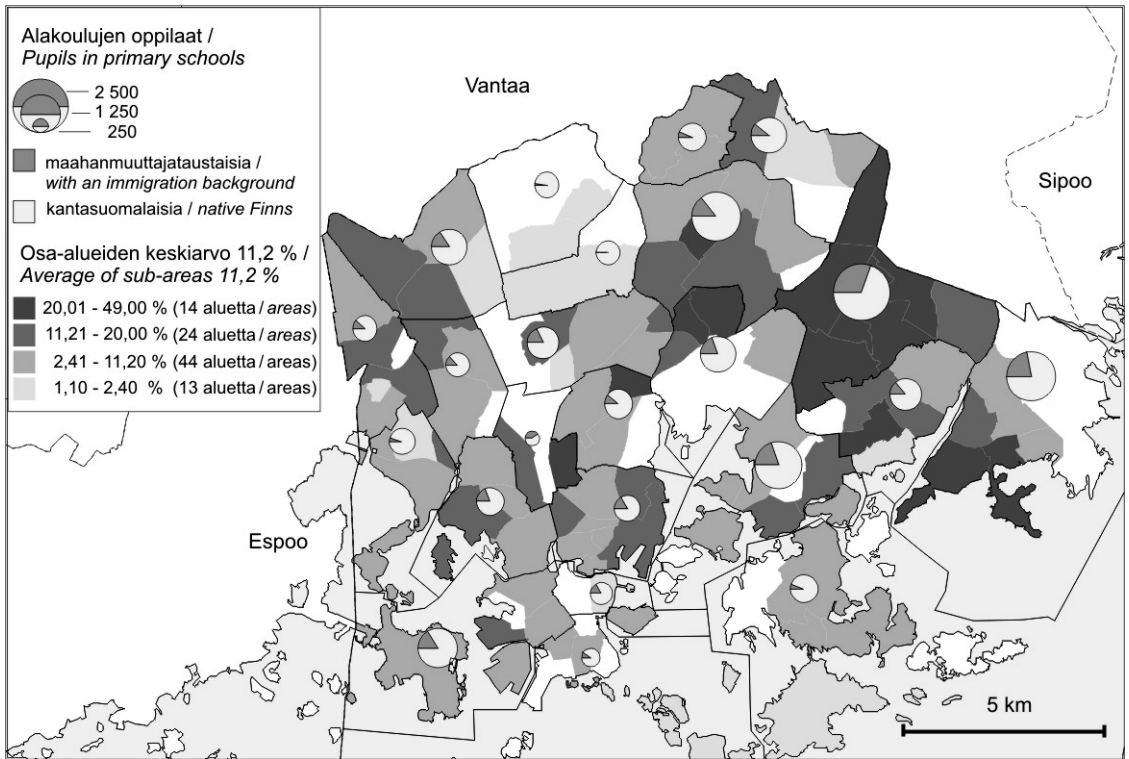 Alakoulujen oppilaat /
Pupils in primary schools
2 500
1 250
250
maahanmuuttajataustaisia /
with an immigration background
kantasuomalaisia / native Finns
Osa-alueiden keskiarvo 11,2 % /
Average of sub-areas 11,2 %
20,01 - 49,00 % (14 aluetta / areas)
11,21 - 20,00 % (24 aluetta / areas)
2,41 - 11,20 % (44 aluetta / areas)
1,10 - 2,40 % (13 aluetta / areas)
Vantaa
Sipoo
Espoo
5 km